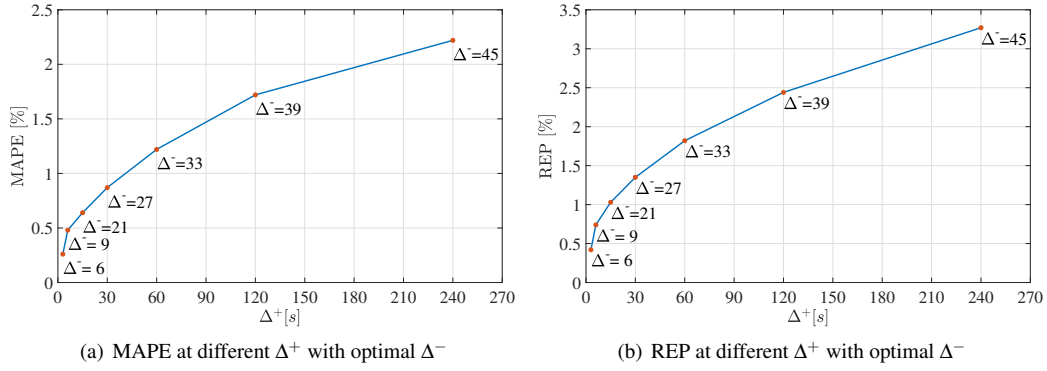 2.5
2
1.5
1
0.5
0
MAPE [%]
Δ⁻=45
Δ⁻=39
Δ⁻=33
Δ⁻=27
Δ⁻=21
Δ⁻= 9
Δ⁻= 6
0 30 60 90 120 150 180 210 240 270
Δ⁺[s]
(a) MAPE at different Δ⁺ with optimal Δ⁻
3.5
3
2.5
2
1.5
1
0.5
0
REP [%]
Δ⁻=45
Δ⁻=39
Δ⁻=33
Δ⁻=27
Δ⁻=21
Δ⁻= 9
Δ⁻= 6
0 30 60 90 120 150 180 210 240 270
Δ⁺[s]
(b) REP at different Δ⁺ with optimal Δ⁻